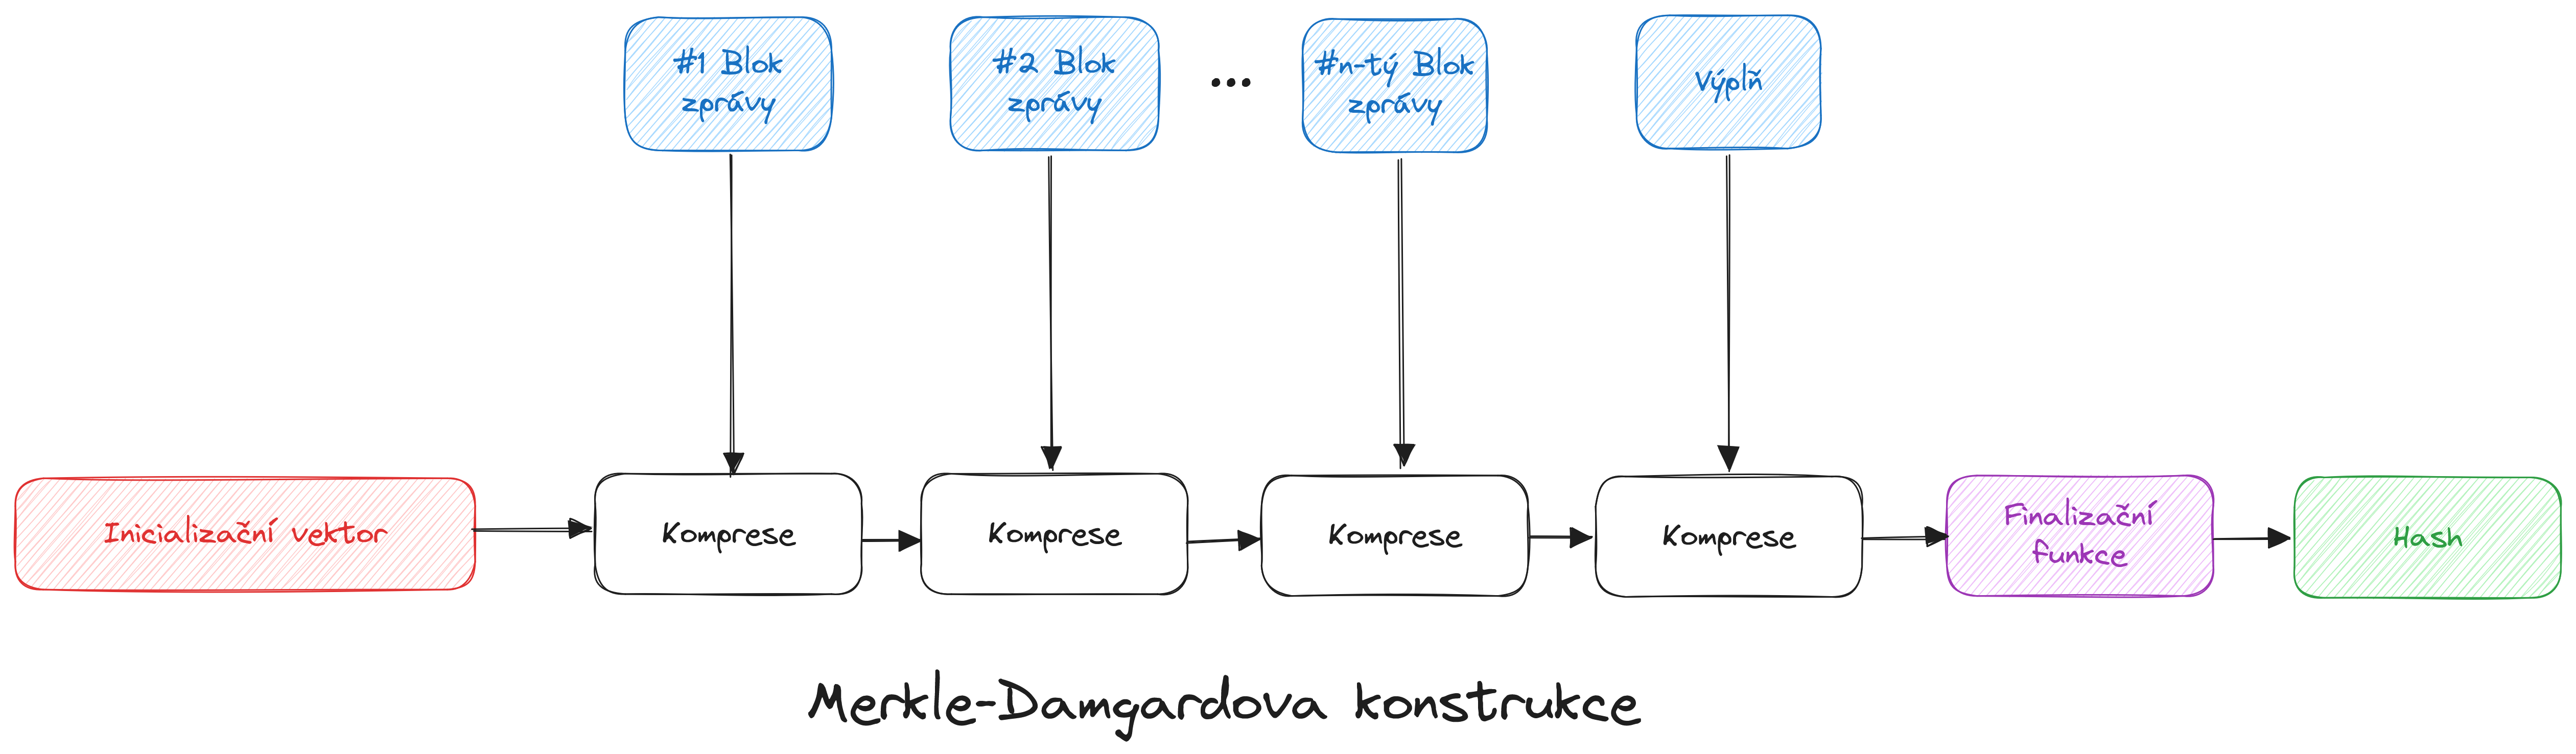 #1 Blok
zprávy
#2 Blok
zprávy
...
#n-tý Blok
zprávy
Výplň
Inicializační vektor
Komprese
Komprese
Komprese
Komprese
Finalizační
funkce
Hash
Merkle-Damgardova konstrukce